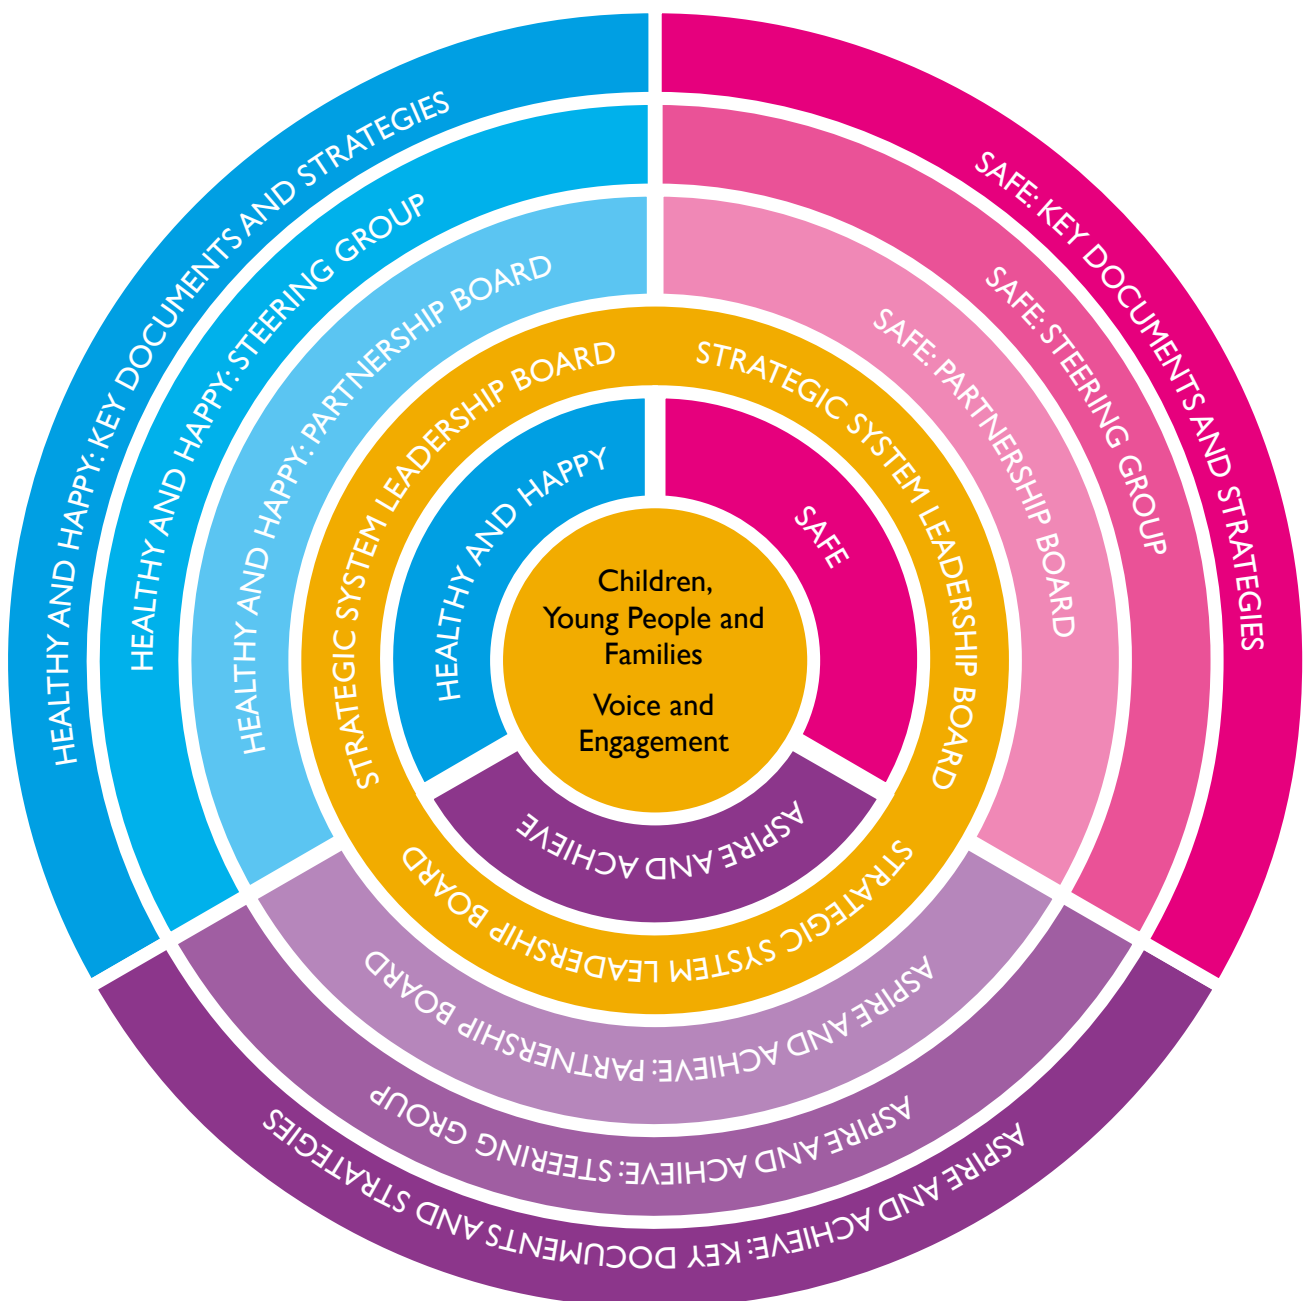 HEALTHY AND HAPPY: KEY DOCUMENTS AND STRATEGIES
SAFE: KEY DOCUMENTS AND STRATEGIES
ASPIRE AND ACHIEVE: KEY DOCUMENTS AND STRATEGIES
HEALTHY AND HAPPY: STEERING GROUP
SAFE: STEERING GROUP
ASPIRE AND ACHIEVE: STEERING GROUP
HEALTHY AND HAPPY: PARTNERSHIP BOARD
SAFE: PARTNERSHIP BOARD
ASPIRE AND ACHIEVE: PARTNERSHIP BOARD
STRATEGIC SYSTEM LEADERSHIP BOARD
STRATEGIC SYSTEM LEADERSHIP BOARD
STRATEGIC SYSTEM LEADERSHIP BOARD
HEALTHY AND HAPPY
SAFE
ASPIRE AND ACHIEVE
Children,
Young People and
Families
Voice and
Engagement